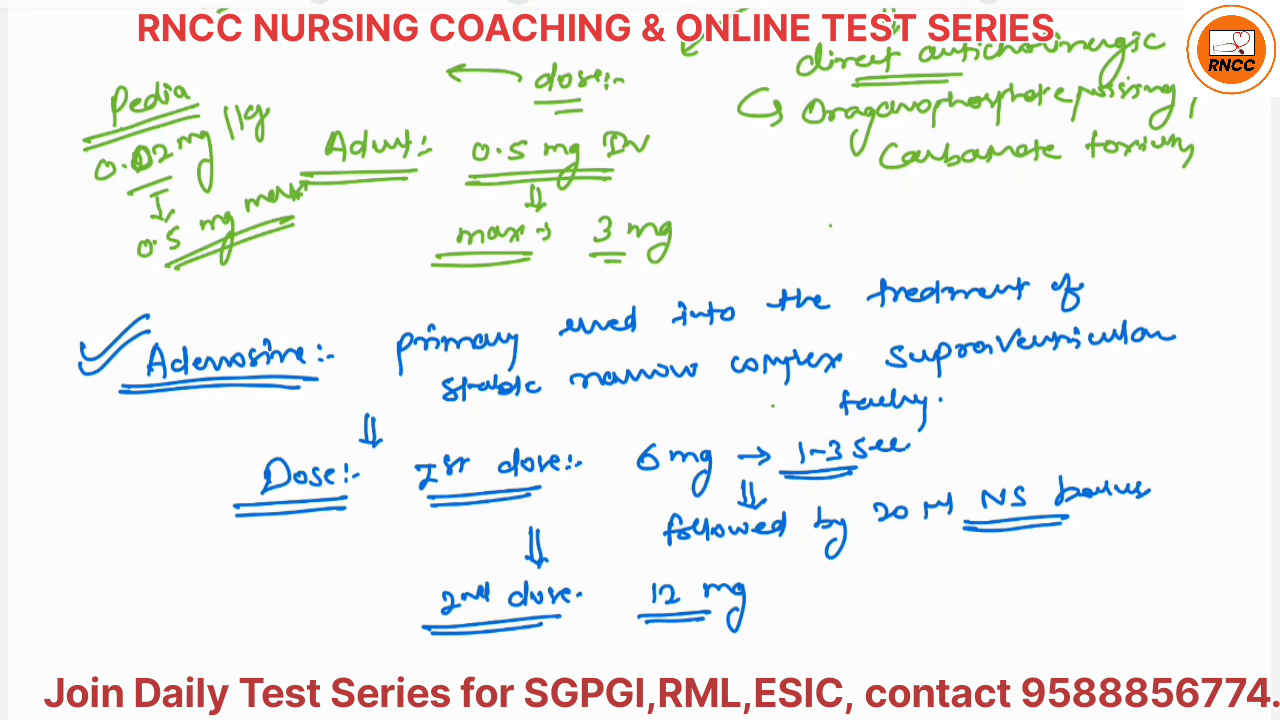 RNCC NURSING COACHING & ONLINE TEST SERIES
RNCC
direct anticholinergic
Oraganophosphate poisining,
Carbamate toxicity
dose:-
Pedia
0.02 mg /kg
0.5 mg max
Adult:-
0.5 mg IV
max → 3 mg
Adenosine:- primary used into the treatment of
stable narrow complex supraventricular
tachy.
Dose:- Ist dose:- 6 mg → 1-3 sec
followed by 20 ml NS bolus
2nd dose. 12 mg
Join Daily Test Series for SGPGI,RML,ESIC, contact 9588856774.